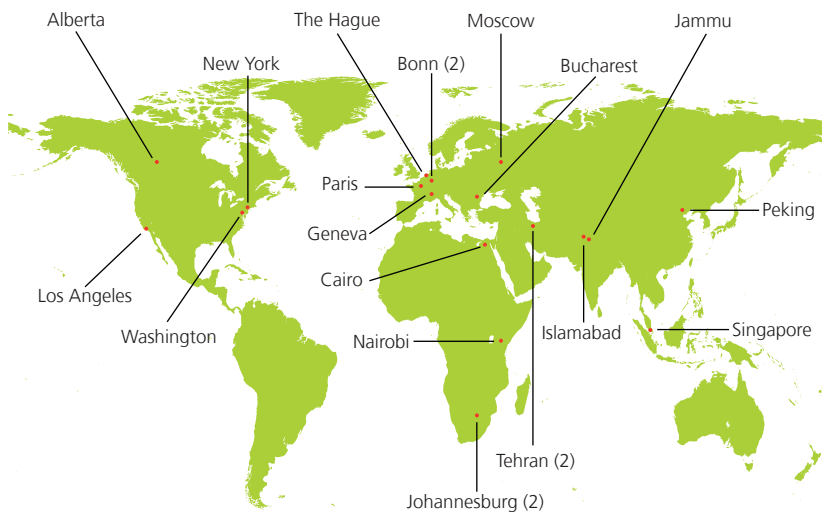 Alberta
The Hague
Moscow
Jammu
New York
Bonn (2)
Bucharest
Paris
Peking
Geneva
Cairo
Los Angeles
Washington
Nairobi
Islamabad
Singapore
Tehran (2)
Johannesburg (2)